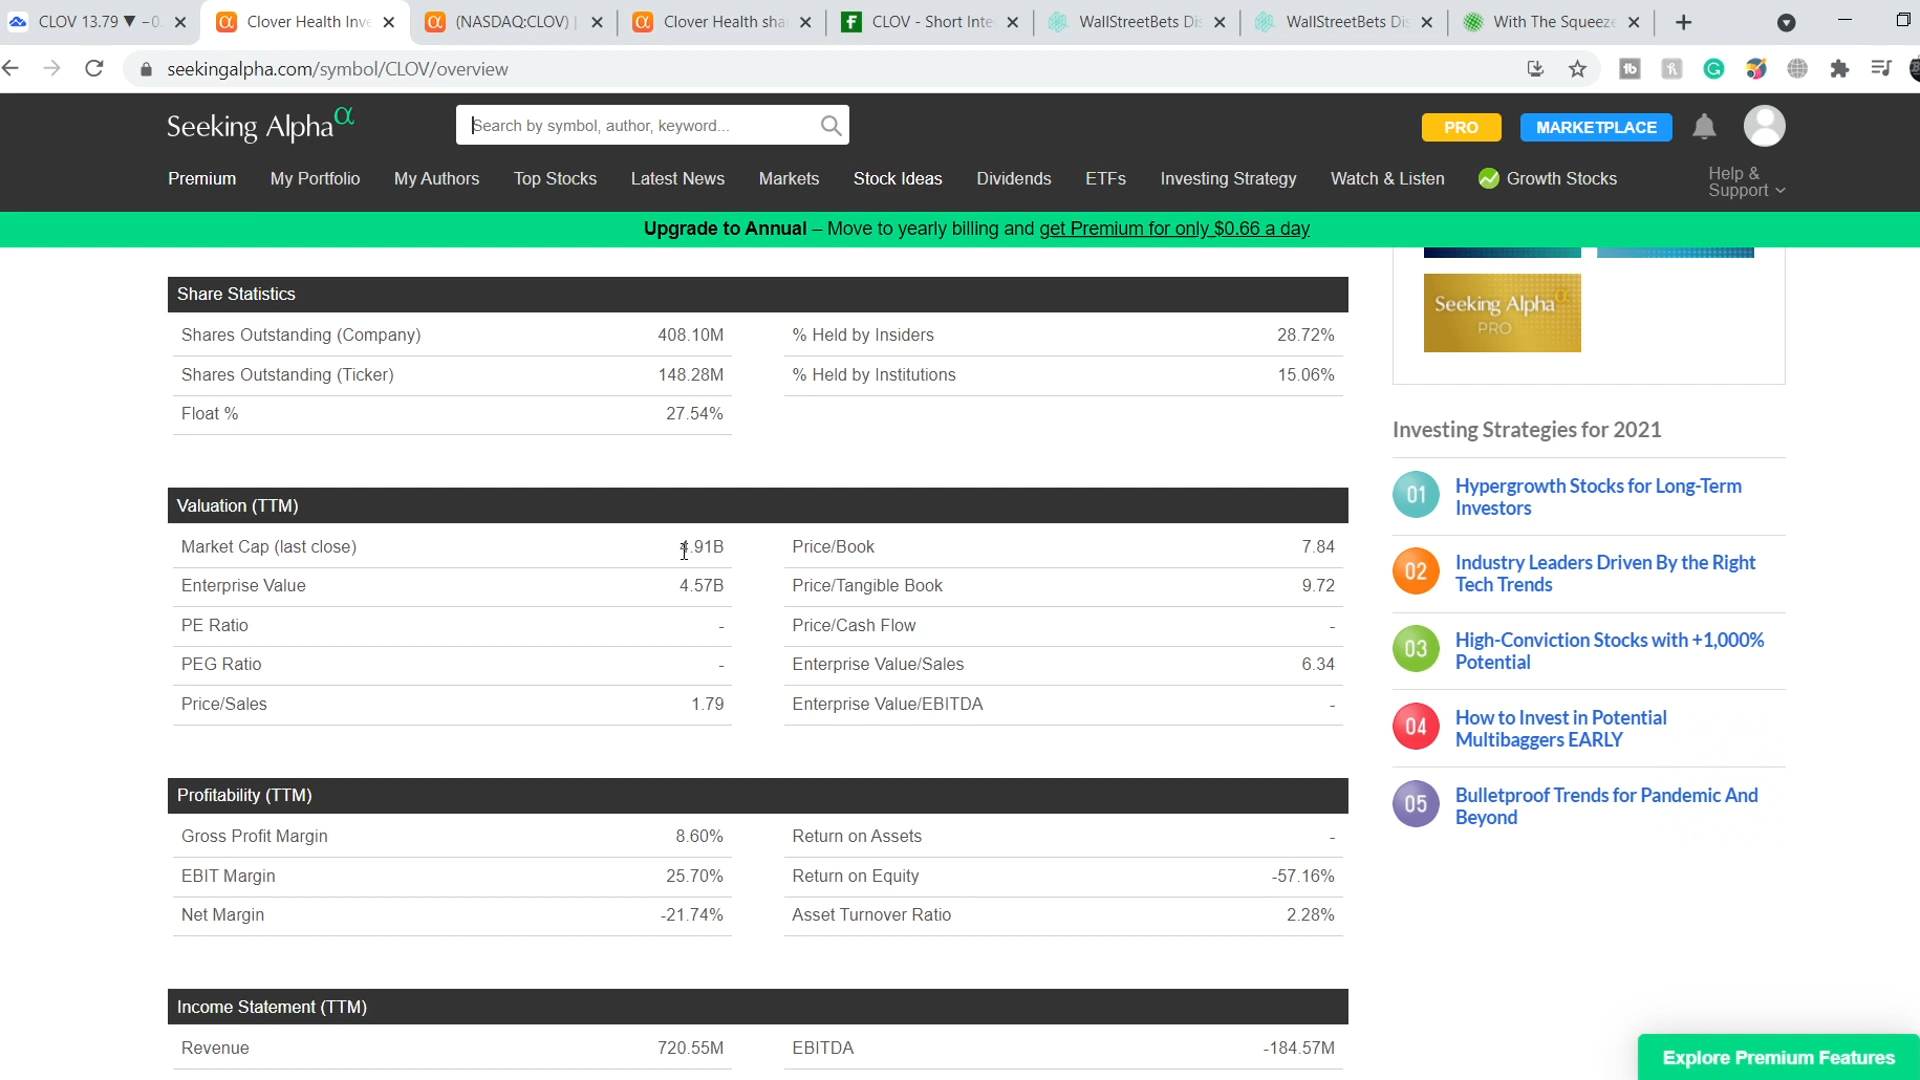 CLOV 13.79 ▼ −0.
Clover Health Inve
(NASDAQ:CLOV) |
Clover Health sha
CLOV - Short Inte
WallStreetBets Dis
WallStreetBets Dis
With The Squeeze
seekingalpha.com/symbol/CLOV/overview
Seeking Alpha α
Search by symbol, author, keyword...
PRO
MARKETPLACE
Premium
My Portfolio
My Authors
Top Stocks
Latest News
Markets
Stock Ideas
Dividends
ETFs
Investing Strategy
Watch & Listen
Growth Stocks
Help &
Support
Upgrade to Annual – Move to yearly billing and get Premium for only $0.66 a day
Share Statistics
Shares Outstanding (Company) 408.10M
% Held by Insiders 28.72%
Shares Outstanding (Ticker) 148.28M
% Held by Institutions 15.06%
Float % 27.54%
Valuation (TTM)
Market Cap (last close) .91B
Price/Book 7.84
Enterprise Value 4.57B
Price/Tangible Book 9.72
PE Ratio -
Price/Cash Flow -
PEG Ratio -
Enterprise Value/Sales 6.34
Price/Sales 1.79
Enterprise Value/EBITDA -
Profitability (TTM)
Gross Profit Margin 8.60%
Return on Assets -
EBIT Margin 25.70%
Return on Equity -57.16%
Net Margin -21.74%
Asset Turnover Ratio 2.28%
Income Statement (TTM)
Revenue 720.55M
EBITDA -184.57M
Seeking Alpha α
PRO
Investing Strategies for 2021
01 Hypergrowth Stocks for Long-Term
Investors
02 Industry Leaders Driven By the Right
Tech Trends
03 High-Conviction Stocks with +1,000%
Potential
04 How to Invest in Potential
Multibaggers EARLY
05 Bulletproof Trends for Pandemic And
Beyond
Explore Premium Features